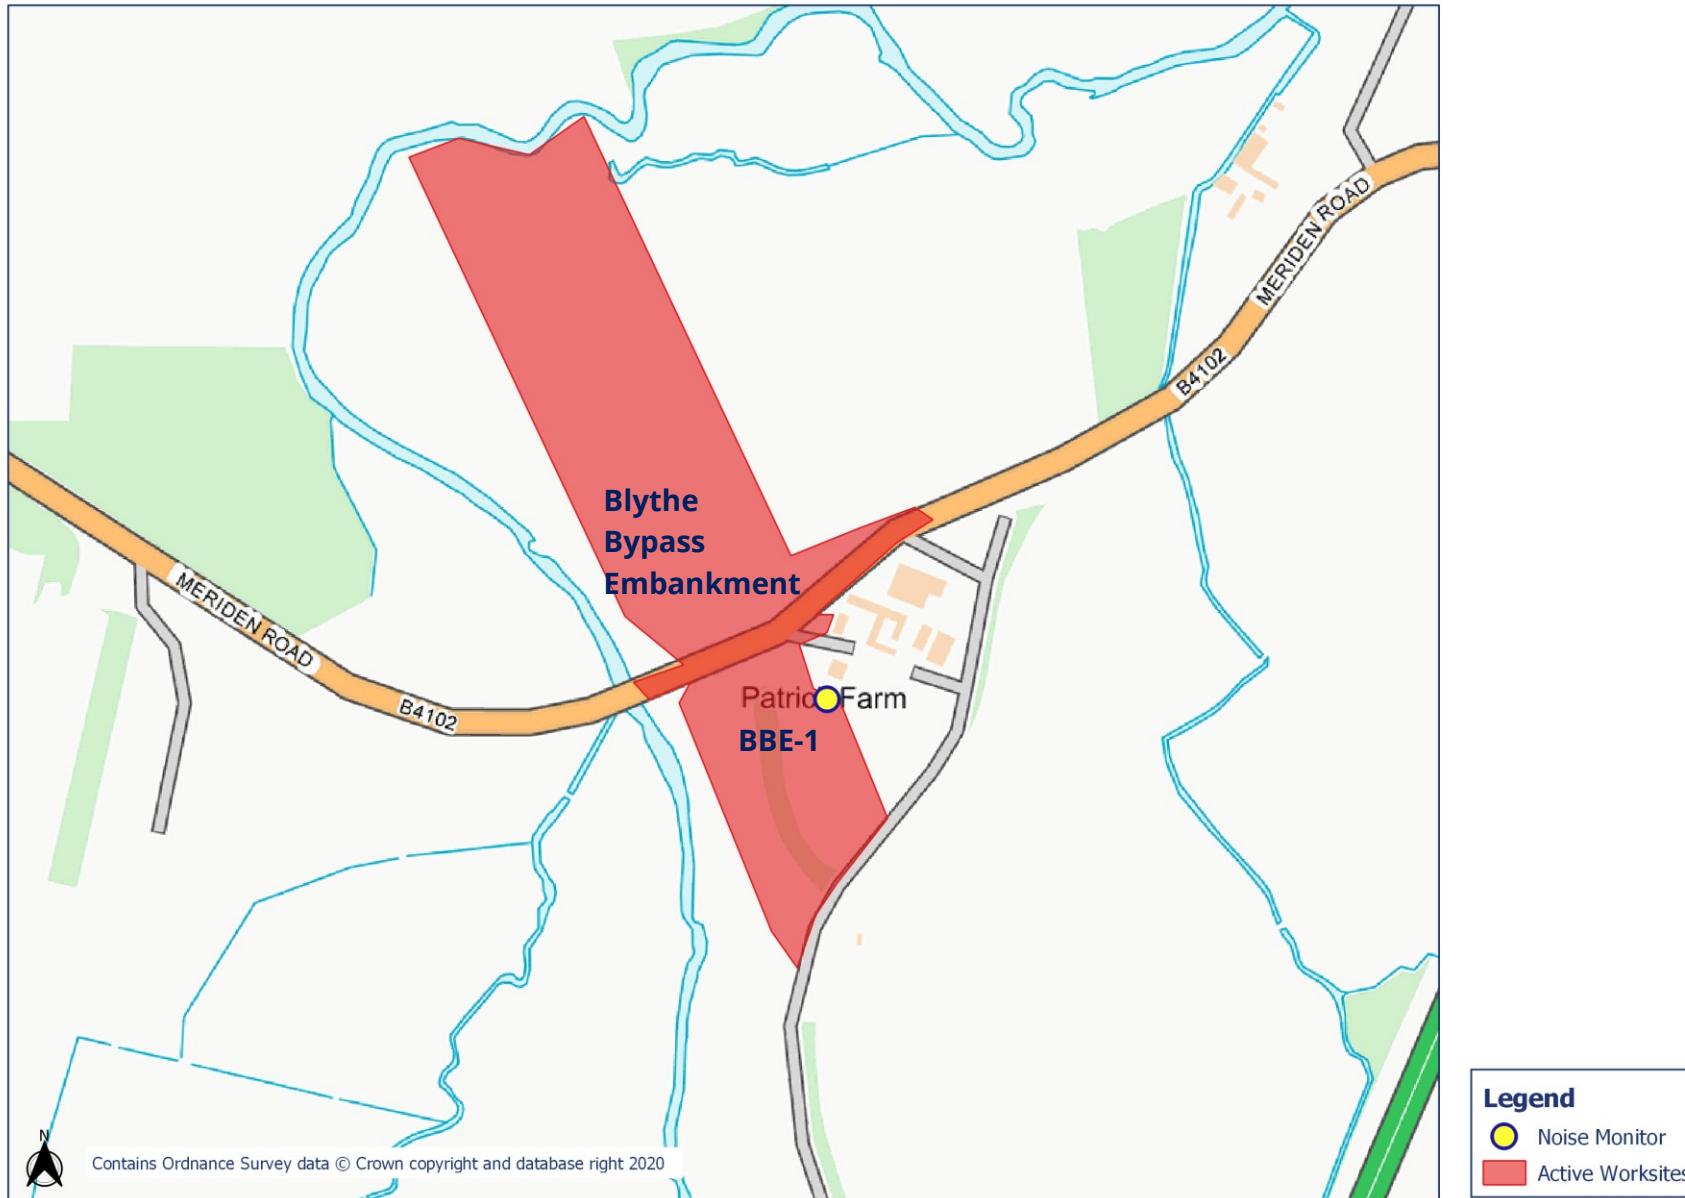 MERIDEN ROAD
B4102
Blythe
Bypass
Embankment
MERIDEN ROAD
B4102
Patric Farm
BBE-1
N
Contains Ordnance Survey data © Crown copyright and database right 2020
Legend
Noise Monitor
Active Worksites